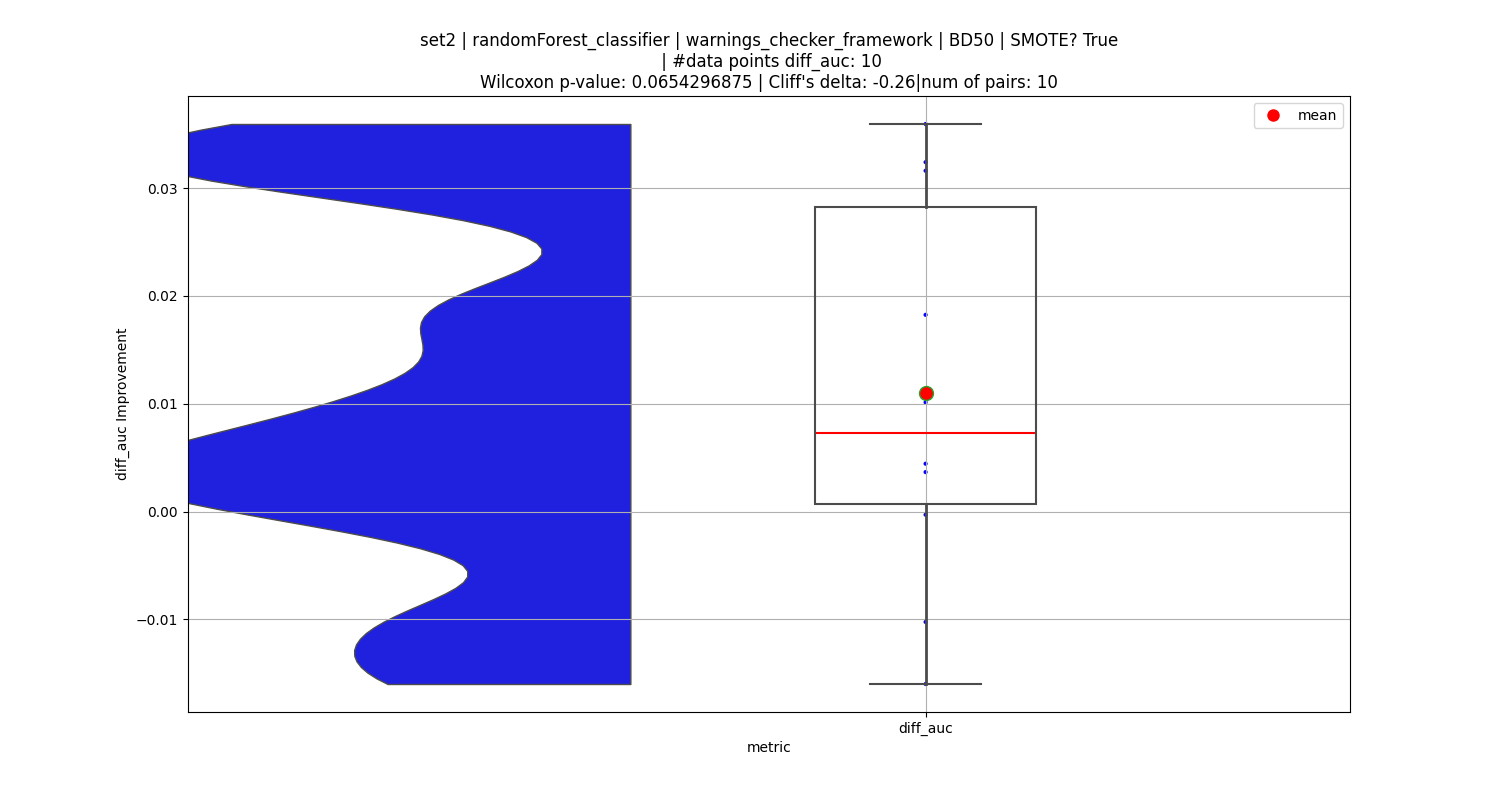 set2 | randomForest_classifier | warnings_checker_framework | BD50 | SMOTE? True
| #data points diff_auc: 10
Wilcoxon p-value: 0.0654296875 | Cliff's delta: -0.26|num of pairs: 10
mean
0.03
0.02
0.01
0.00
−0.01
diff_auc Improvement
diff_auc
metric